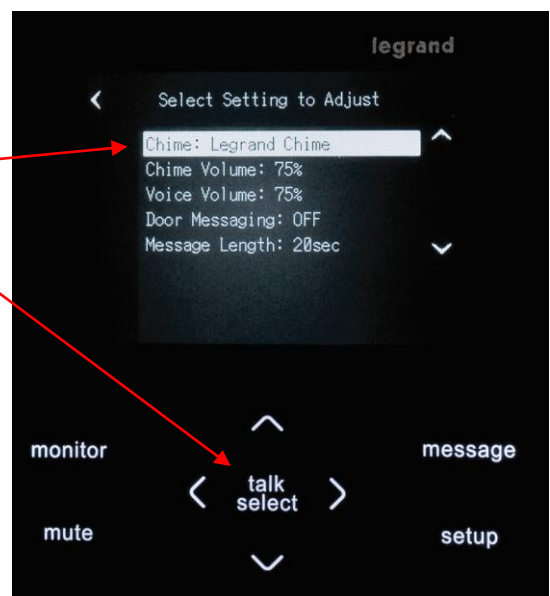 legrand
Select Setting to Adjust
Chime: Legrand Chime
Chime Volume: 75%
Voice Volume: 75%
Door Messaging: OFF
Message Length: 20sec
monitor
message
talk
select
mute
setup